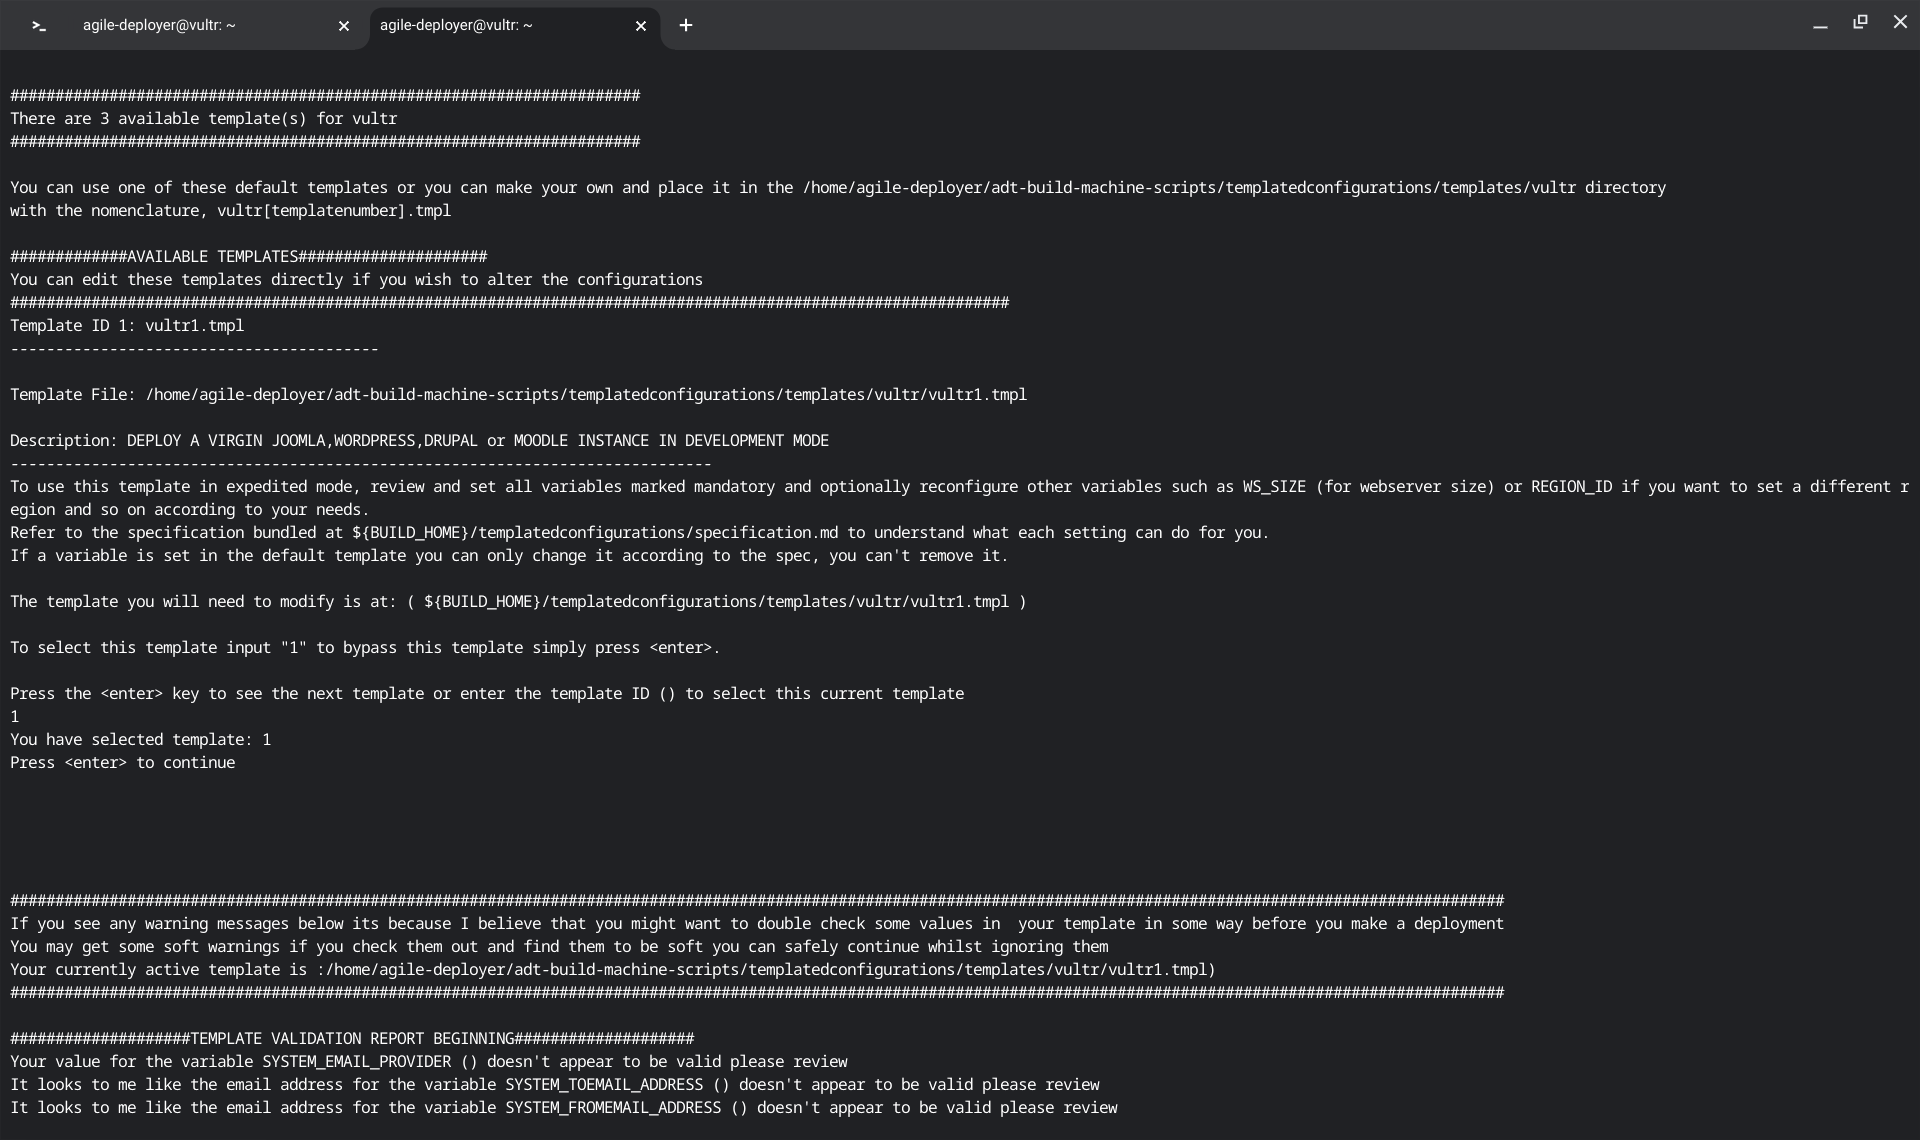 agile-deployer@vultr: ~
agile-deployer@vultr: ~
######################################################################
There are 3 available template(s) for vultr
######################################################################
You can use one of these default templates or you can make your own and place it in the /home/agile-deployer/adt-build-machine-scripts/templatedconfigurations/templates/vultr directory
with the nomenclature, vultr[templatenumber].tmpl
#############AVAILABLE TEMPLATES#####################
You can edit these templates directly if you wish to alter the configurations
###############################################################################################################
Template ID 1: vultr1.tmpl
-----------------------------------------
Template File: /home/agile-deployer/adt-build-machine-scripts/templatedconfigurations/templates/vultr/vultr1.tmpl
Description: DEPLOY A VIRGIN JOOMLA,WORDPRESS,DRUPAL or MOODLE INSTANCE IN DEVELOPMENT MODE
------------------------------------------------------------------------------
To use this template in expedited mode, review and set all variables marked mandatory and optionally reconfigure other variables such as WS_SIZE (for webserver size) or REGION_ID if you want to set a different r
egion and so on according to your needs.
Refer to the specification bundled at ${BUILD_HOME}/templatedconfigurations/specification.md to understand what each setting can do for you.
If a variable is set in the default template you can only change it according to the spec, you can't remove it.
The template you will need to modify is at: ( ${BUILD_HOME}/templatedconfigurations/templates/vultr/vultr1.tmpl )
To select this template input "1" to bypass this template simply press <enter>.
Press the <enter> key to see the next template or enter the template ID () to select this current template
1
You have selected template: 1
Press <enter> to continue
######################################################################################################################################################################
If you see any warning messages below its because I believe that you might want to double check some values in  your template in some way before you make a deployment
You may get some soft warnings if you check them out and find them to be soft you can safely continue whilst ignoring them
Your currently active template is :/home/agile-deployer/adt-build-machine-scripts/templatedconfigurations/templates/vultr/vultr1.tmpl)
######################################################################################################################################################################
####################TEMPLATE VALIDATION REPORT BEGINNING####################
Your value for the variable SYSTEM_EMAIL_PROVIDER () doesn't appear to be valid please review
It looks to me like the email address for the variable SYSTEM_TOEMAIL_ADDRESS () doesn't appear to be valid please review
It looks to me like the email address for the variable SYSTEM_FROMEMAIL_ADDRESS () doesn't appear to be valid please review